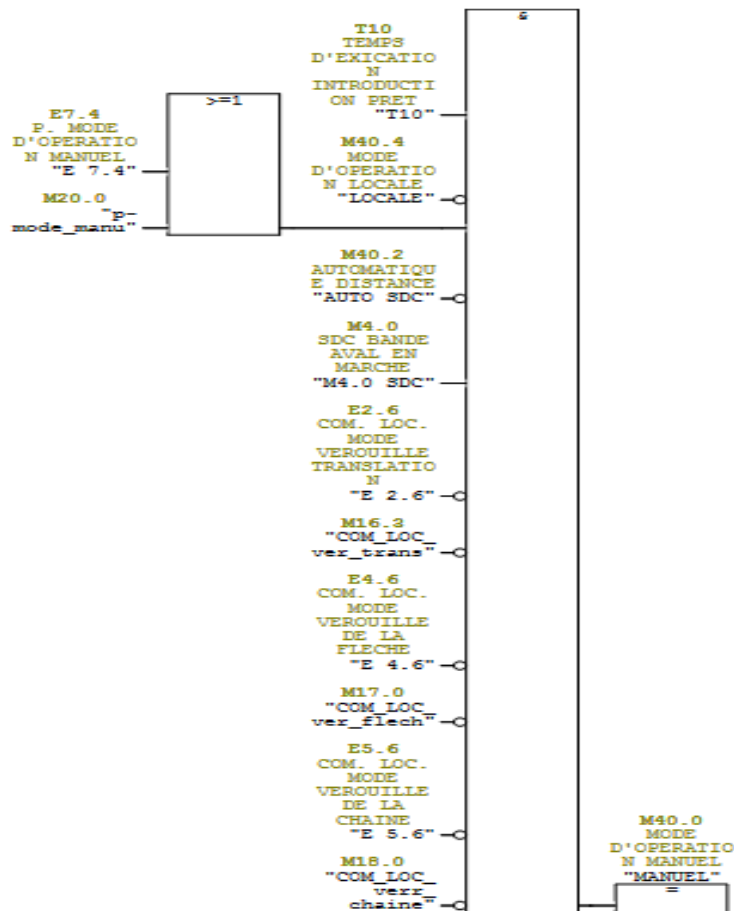 &
T10
TEMPS
D'EXICATIO
N
INTRODUCTI
ON PRET
"T10"
>=1
E7.4
P. MODE
D'OPERATIO
N MANUEL
"E 7.4"
M20.0
"p-
mode_manu"
M40.4
MODE
D'OPERATIO
N LOCALE
"LOCALE"
M40.2
AUTOMATIQU
E DISTANCE
"AUTO SDC"
M4.0
SDC BANDE
AVAL EN
MARCHE
"M4.0 SDC"
E2.6
COM. LOC.
MODE
VEROUILLE
TRANSLATIO
N
"E 2.6"
M16.3
"COM_LOC_
ver_trans"
E4.6
COM. LOC.
MODE
VEROUILLE
DE LA
FLECHE
"E 4.6"
M17.0
"COM_LOC_
ver_flech"
E5.6
COM. LOC.
MODE
VEROUILLE
DE LA
CHAINE
"E 5.6"
M18.0
"COM_LOC_
verr_
chaine"
M40.0
MODE
D'OPERATIO
N MANUEL
"MANUEL"
=